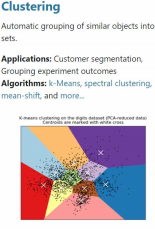 Clustering
Automatic grouping of similar objects into
sets.
Applications: Customer segmentation,
Grouping experiment outcomes
Algorithms: k-Means, spectral clustering,
mean-shift, and more...
K-means clustering on the digits dataset (PCA-reduced data)
Centroids are marked with white cross